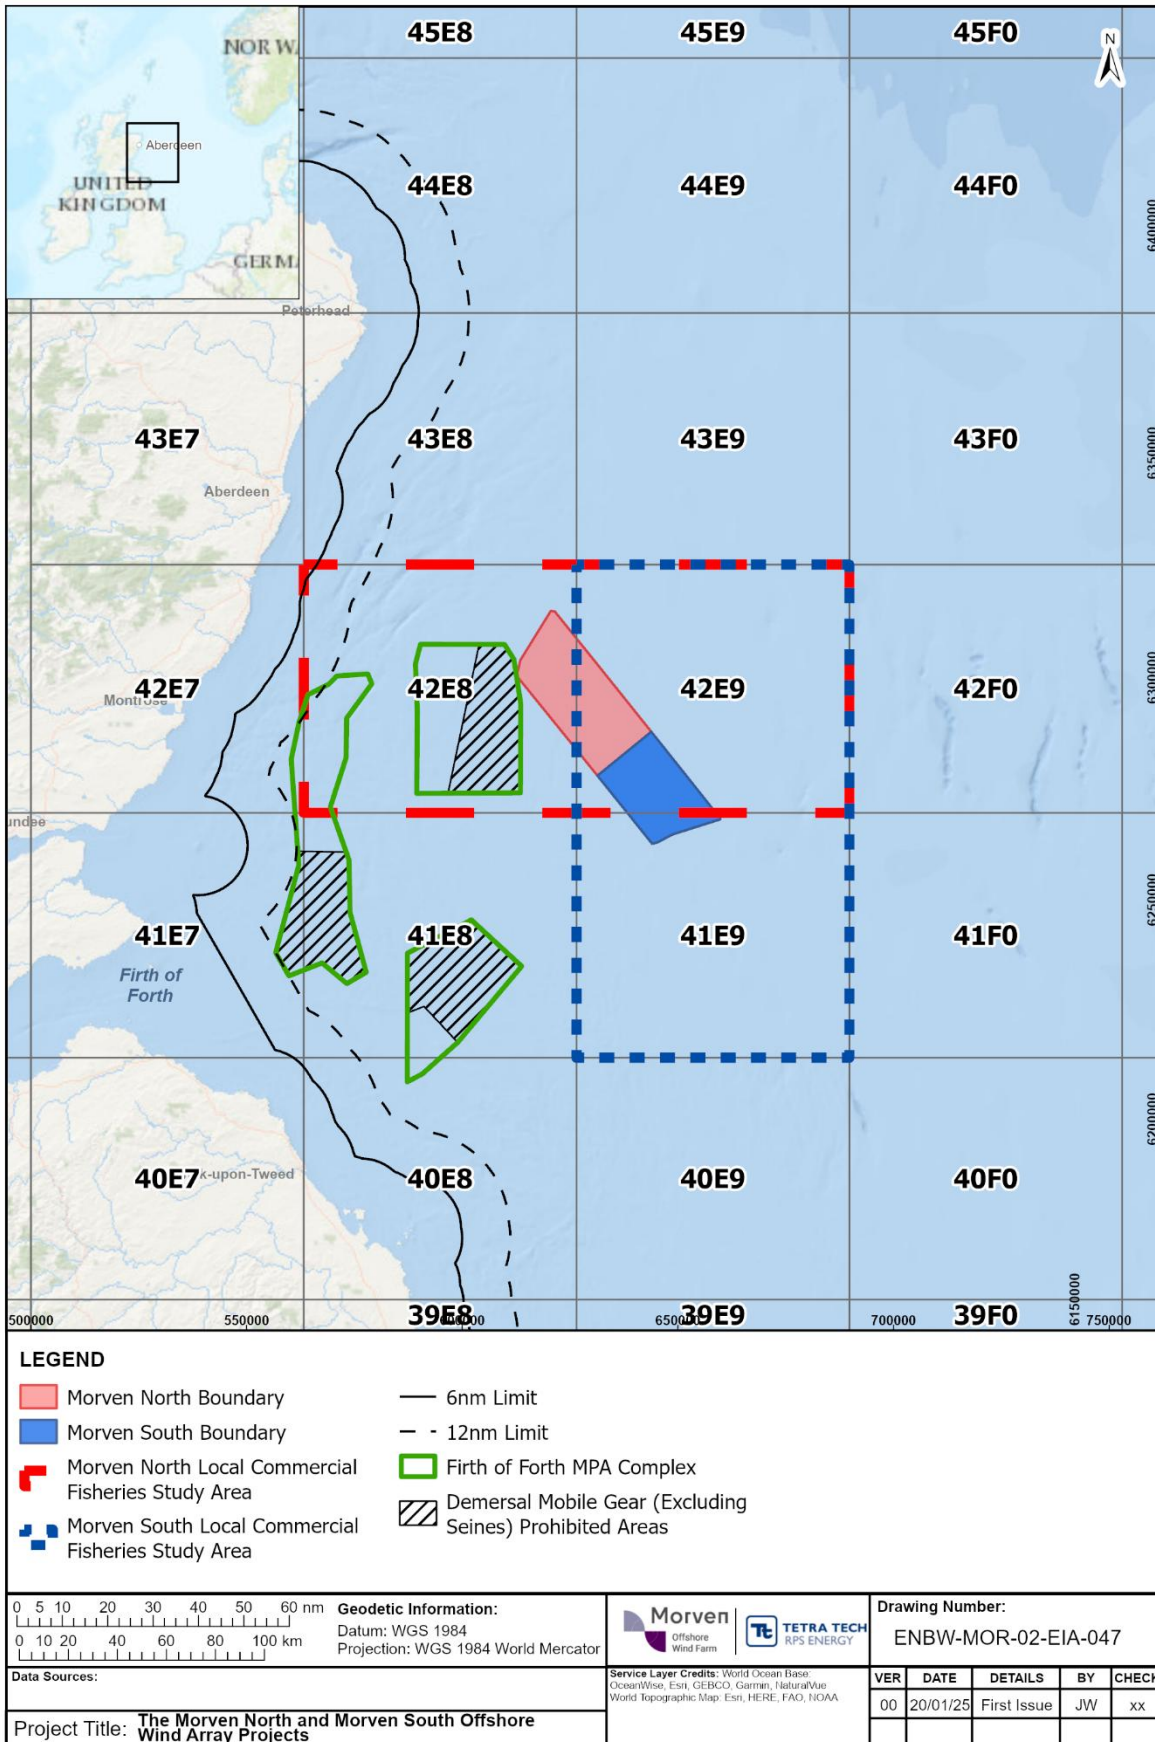 45E8 45E9 45F0
NORW
N
Aberdeen
UNITED
KINGDOM
GERMA
44E8 44E9 44F0
6400000
Peterhead
43E7 43E8 43E9 43F0
6350000
Aberdeen
42E7 42E8 42E9 42F0
6300000
Montrose
undee
6250000
41E7 41E8 41E9 41F0
Firth of
Forth
6200000
40E7 k-upon-Tweed 40E8 40E9 40F0
6150000
39E8 39E9 39F0
500000 550000 600000 650000 700000 750000
LEGEND
Morven North Boundary
Morven South Boundary
Morven North Local Commercial
Fisheries Study Area
Morven South Local Commercial
Fisheries Study Area
6nm Limit
12nm Limit
Firth of Forth MPA Complex
Demersal Mobile Gear (Excluding
Seines) Prohibited Areas
0 5 10 20 30 40 50 60 nm
0 10 20 40 60 80 100 km
Geodetic Information:
Datum: WGS 1984
Projection: WGS 1984 World Mercator
Morven
Offshore
Wind Farm
Tt
TETRA TECH
RPS ENERGY
Drawing Number:
ENBW-MOR-02-EIA-047
Data Sources:
Service Layer Credits: World Ocean Base:
OceanWise, Esri, GEBCO, Garmin, NaturalVue
World Topographic Map: Esri, HERE, FAO, NOAA
VER DATE DETAILS BY CHECK
00 20/01/25 First Issue JW xx
Project Title: The Morven North and Morven South Offshore
Wind Array Projects